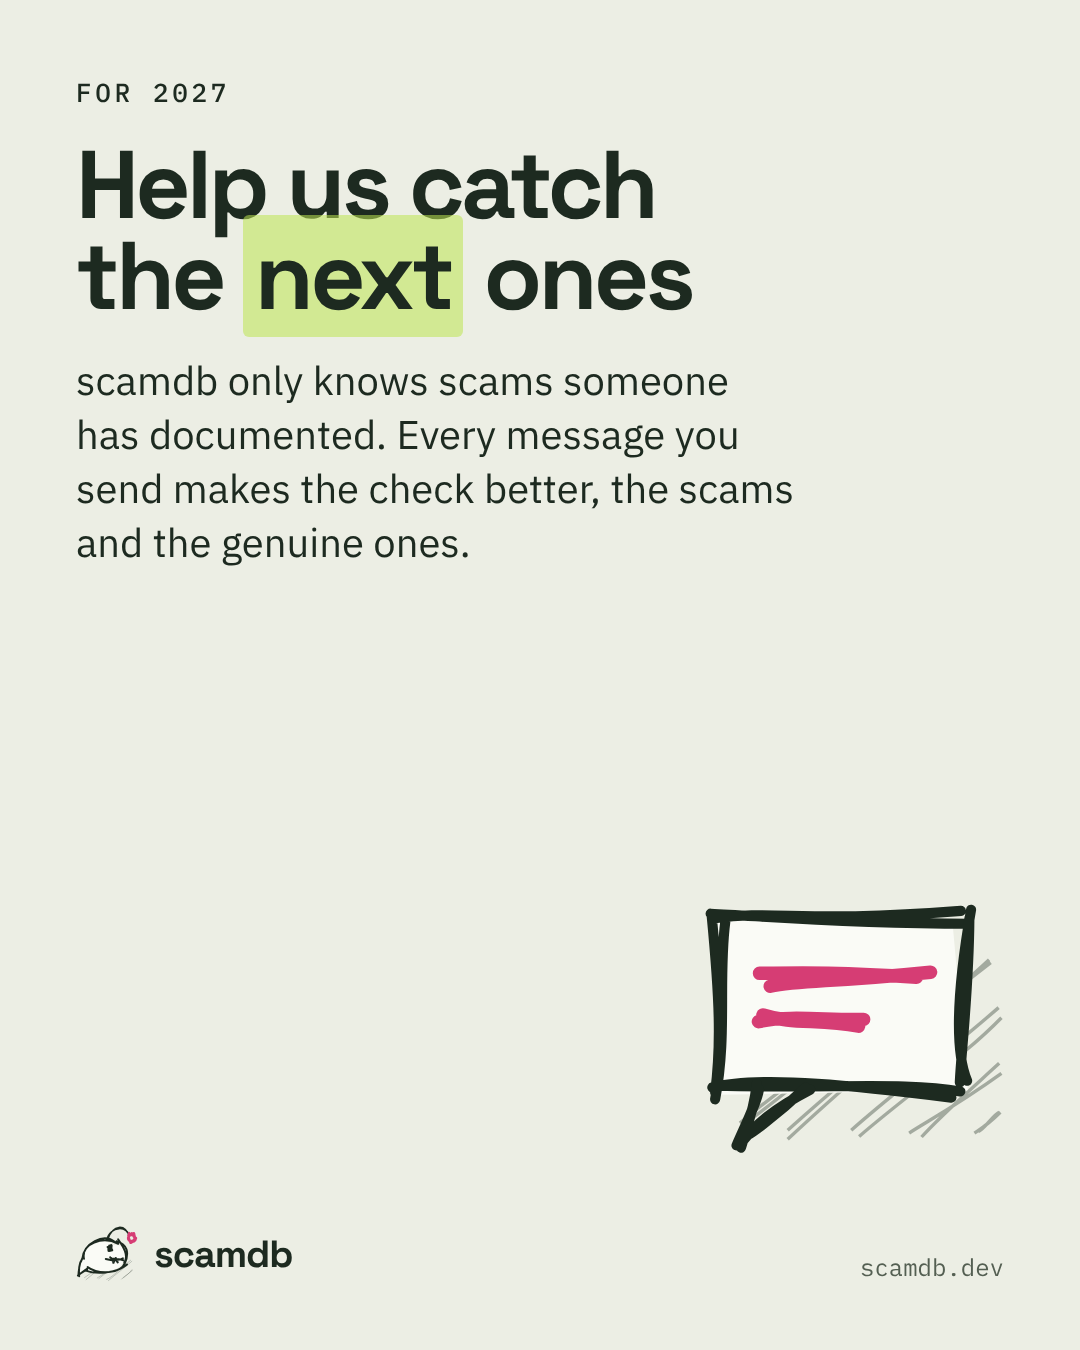 FOR 2027
Help us catch
the next ones
scamdb only knows scams someone
has documented. Every message you
send makes the check better, the scams
and the genuine ones.
scamdb
scamdb.dev